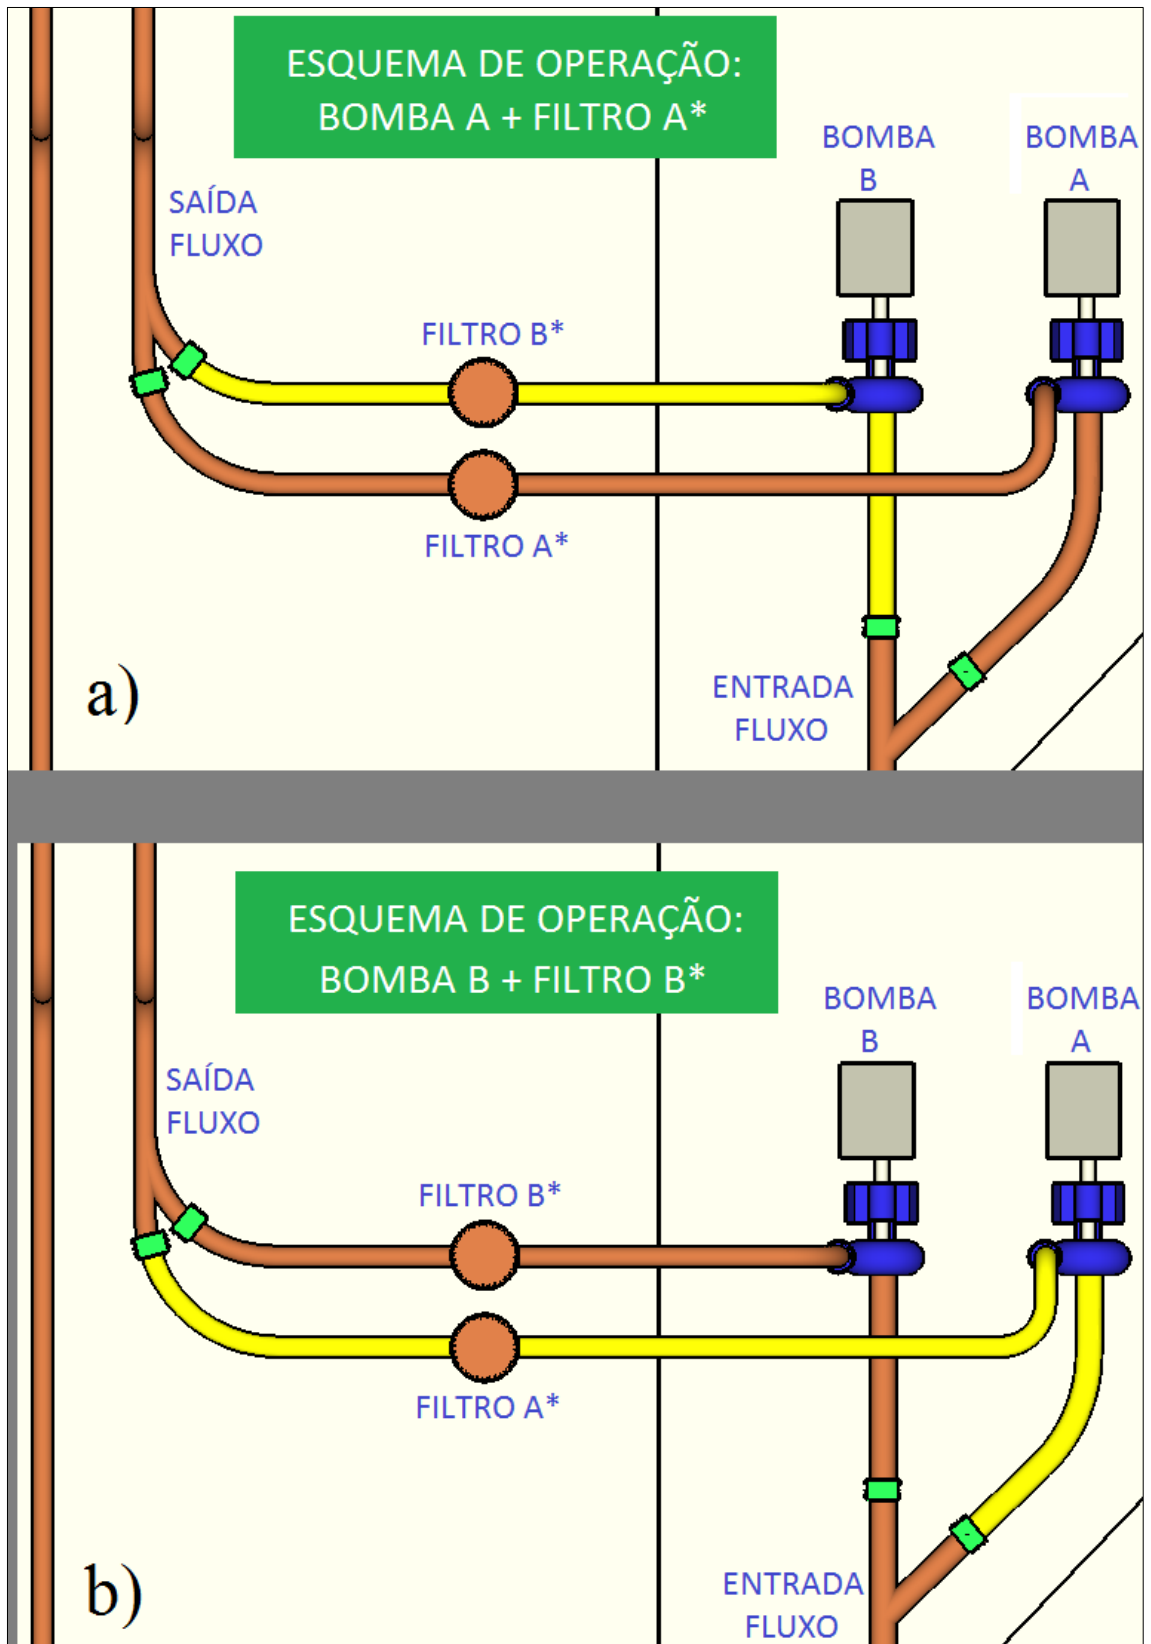 ESQUEMA DE OPERAÇÃO:
BOMBA A + FILTRO A*
BOMBA
B
BOMBA
A
SAÍDA
FLUXO
FILTRO B*
FILTRO A*
ENTRADA
FLUXO
a)
ESQUEMA DE OPERAÇÃO:
BOMBA B + FILTRO B*
BOMBA
B
BOMBA
A
SAÍDA
FLUXO
FILTRO B*
FILTRO A*
ENTRADA
FLUXO
b)